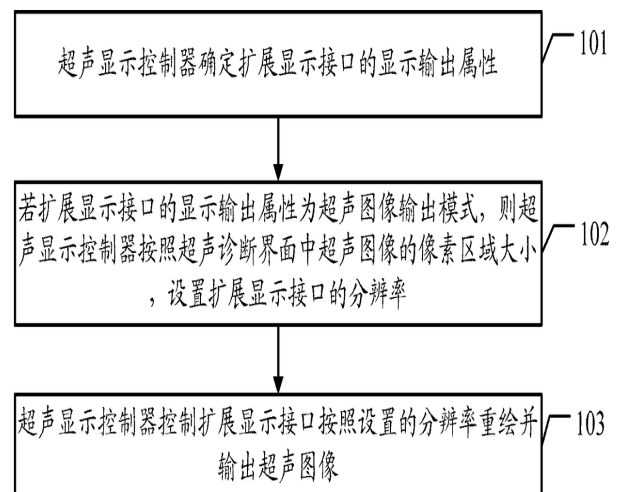 超声显示控制器确定扩展显示接口的显示输出属性
101
若扩展显示接口的显示输出属性为超声图像输出模式，则超
声显示控制器按照超声诊断界面中超声图像的像素区域大小
，设置扩展显示接口的分辨率
102
超声显示控制器控制扩展显示接口按照设置的分辨率重绘并
输出超声图像
103